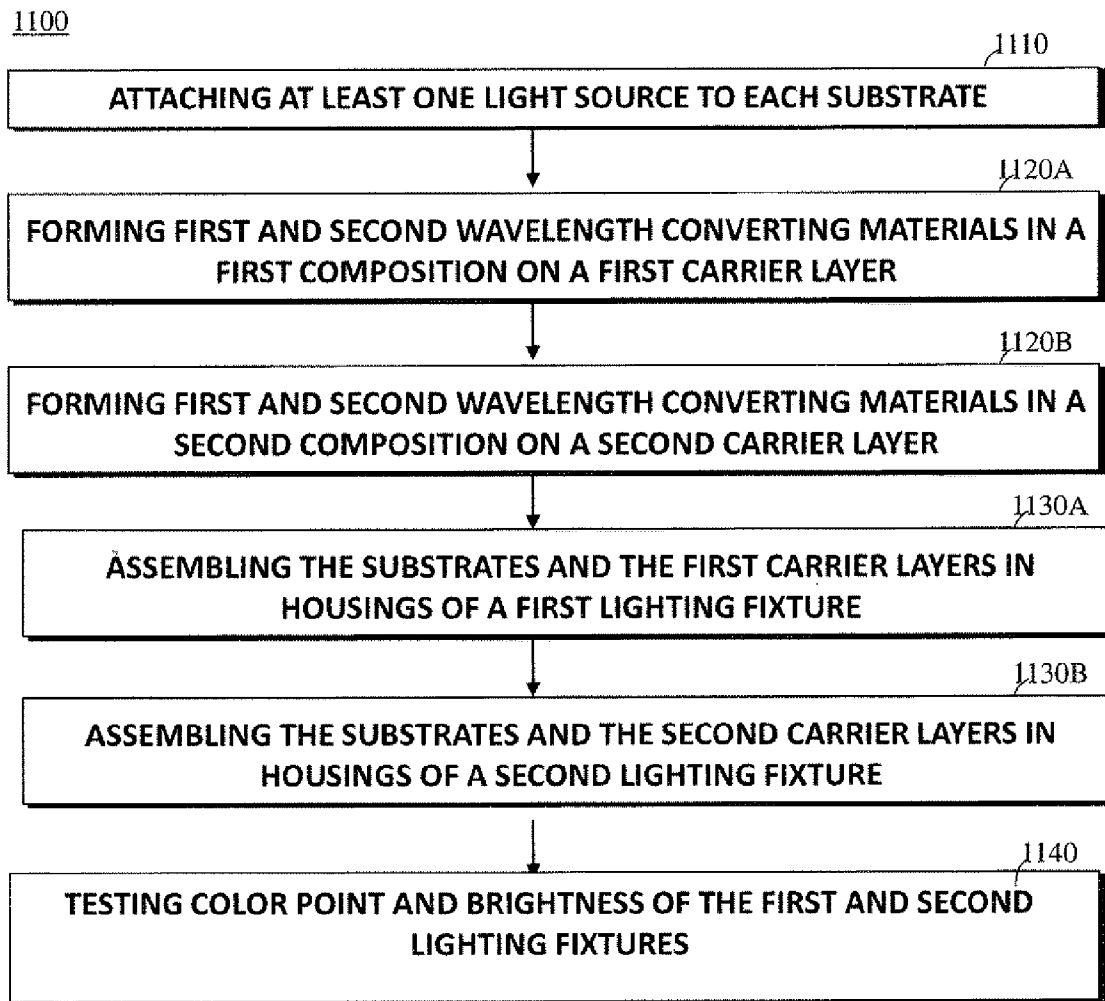 1100
1110
ATTACHING AT LEAST ONE LIGHT SOURCE TO EACH SUBSTRATE
1120A
FORMING FIRST AND SECOND WAVELENGTH CONVERTING MATERIALS IN A
FIRST COMPOSITION ON A FIRST CARRIER LAYER
1120B
FORMING FIRST AND SECOND WAVELENGTH CONVERTING MATERIALS IN A
SECOND COMPOSITION ON A SECOND CARRIER LAYER
1130A
ASSEMBLING THE SUBSTRATES AND THE FIRST CARRIER LAYERS IN
HOUSINGS OF A FIRST LIGHTING FIXTURE
1130B
ASSEMBLING THE SUBSTRATES AND THE SECOND CARRIER LAYERS IN
HOUSINGS OF A SECOND LIGHTING FIXTURE
1140
TESTING COLOR POINT AND BRIGHTNESS OF THE FIRST AND SECOND
LIGHTING FIXTURES